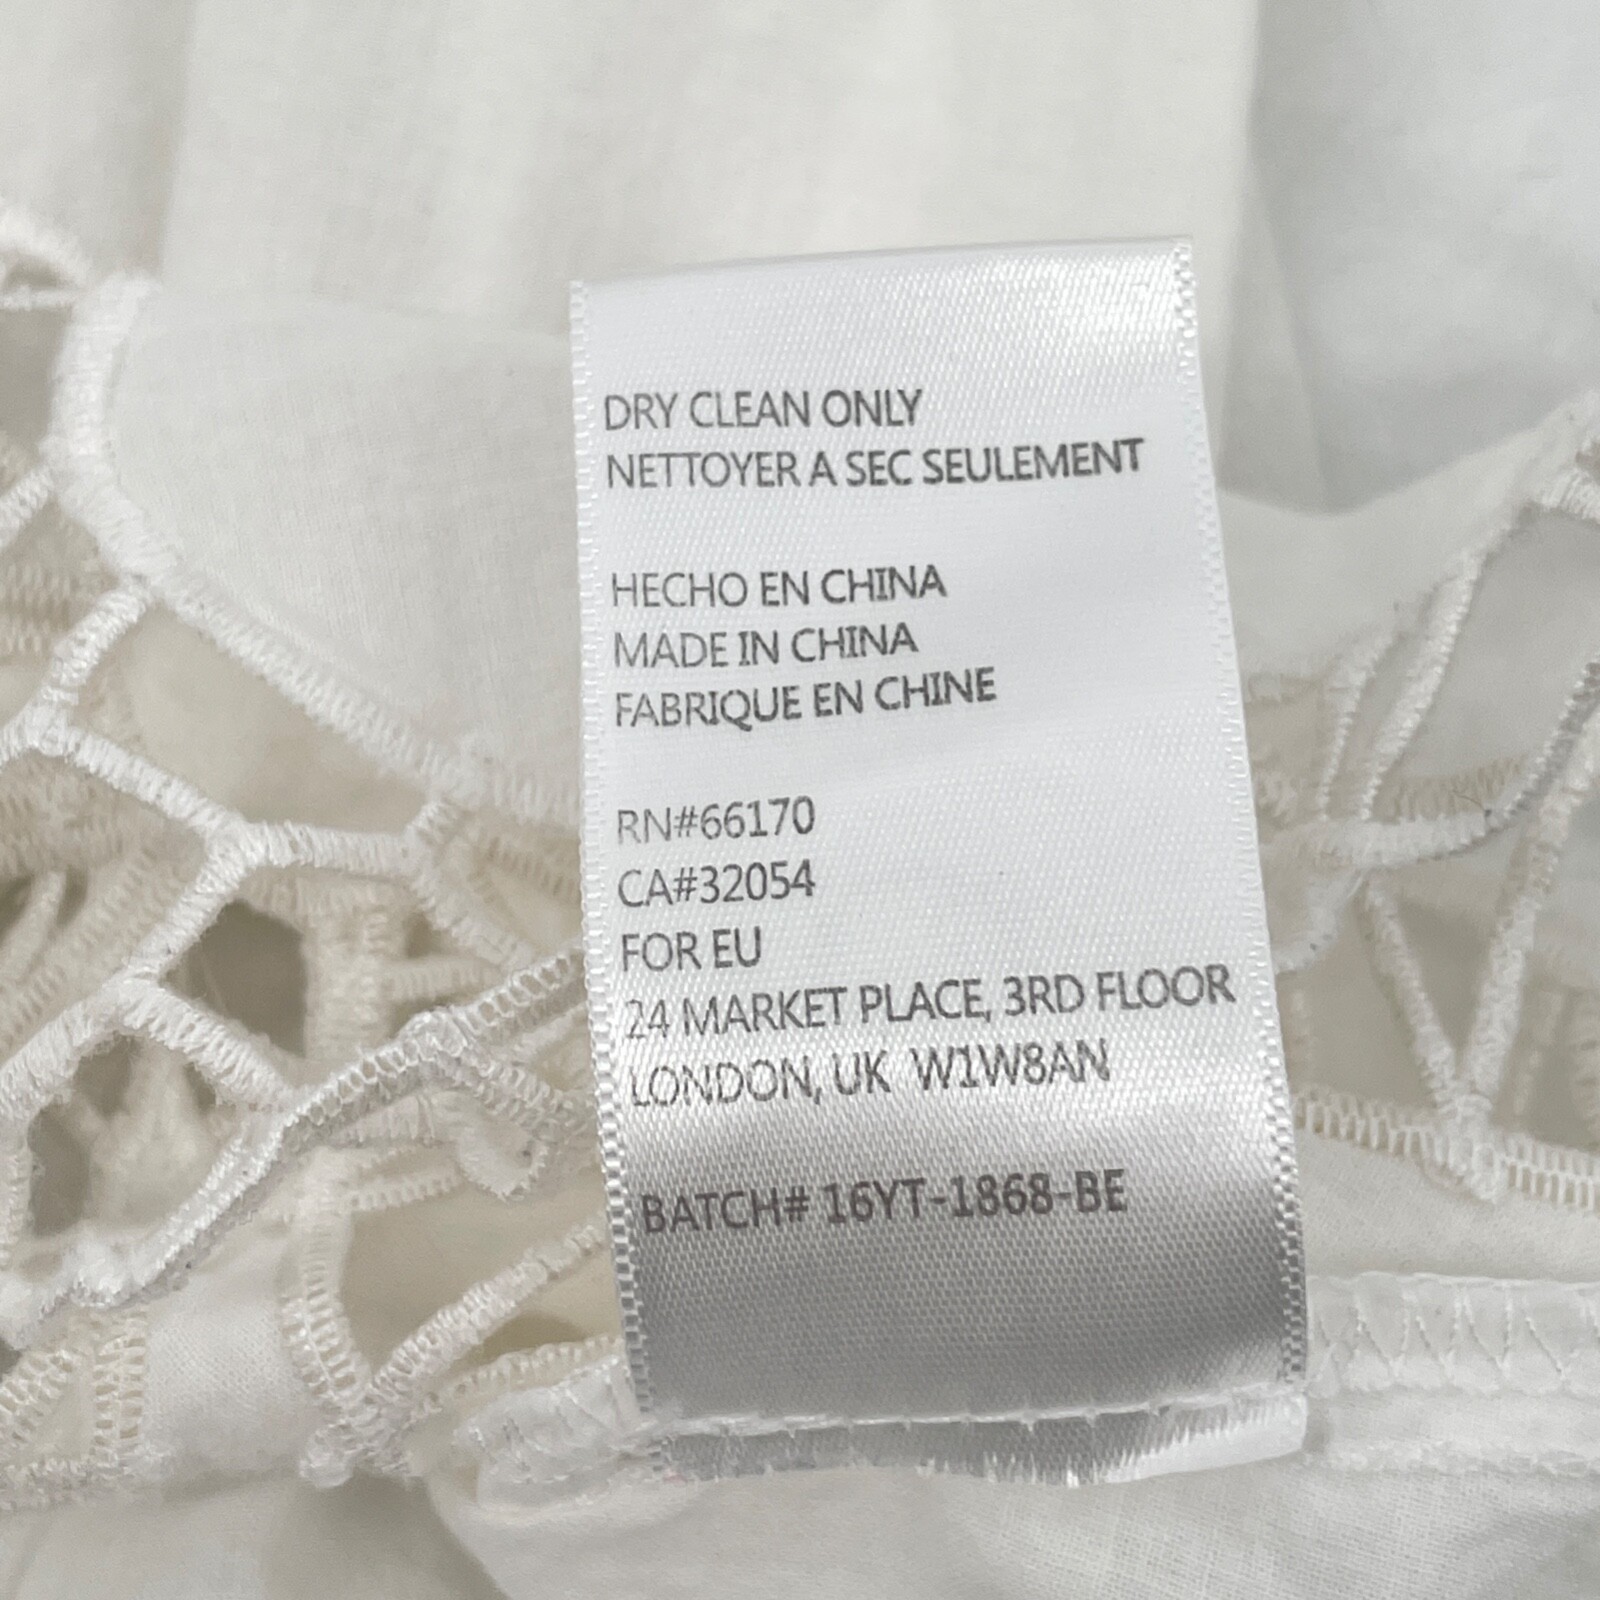 DRY CLEAN ONLY
NETTOYER A SEC SEULEMENT
HECHO EN CHINA
MADE IN CHINA
FABRIQUE EN CHINE
RN#66170
CA#32054
FOR EU
24 MARKET PLACE, 3RD FLOOR
LONDON, UK W1W8AN
BATCH# 16YT-1868-BE